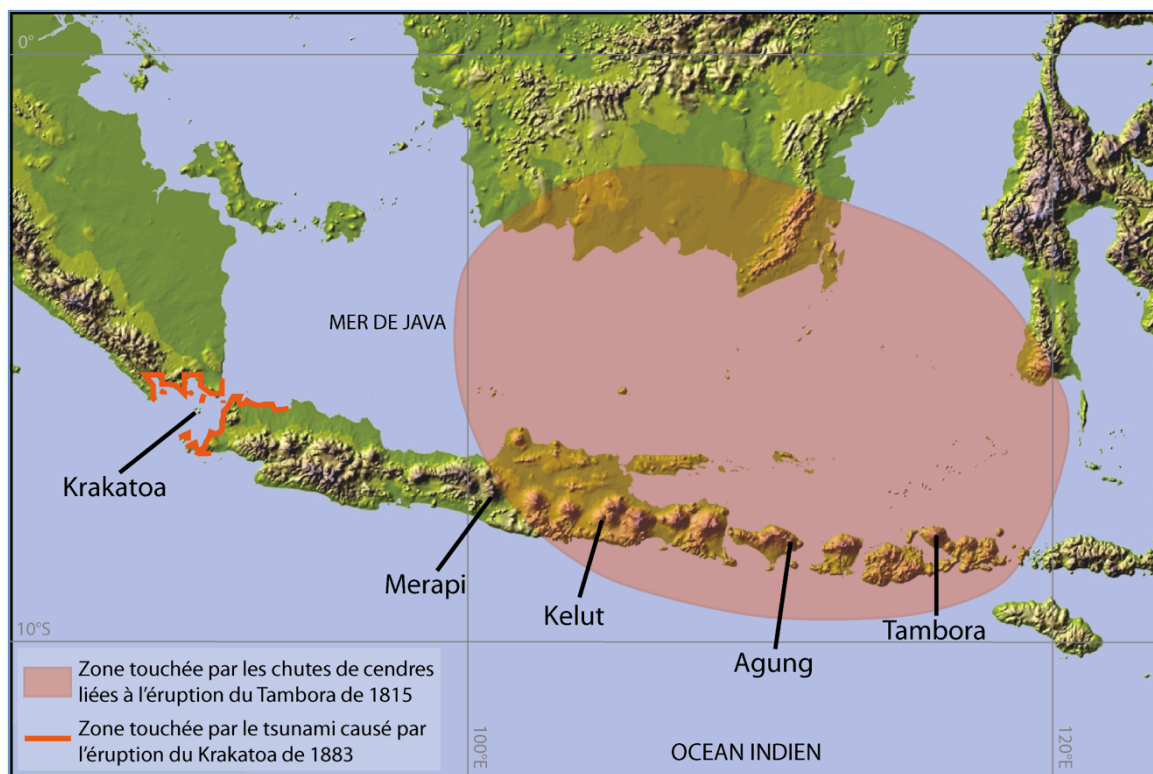 0°
MER DE JAVA
Krakatoa
Merapi
Kelut
Agung
Tambora
10°S
Zone touchée par les chutes de cendres
liées à l'éruption du Tambora de 1815
Zone touchée par le tsunami causé par
l'éruption du Krakatoa de 1883
100°E
OCEAN INDIEN
120°E